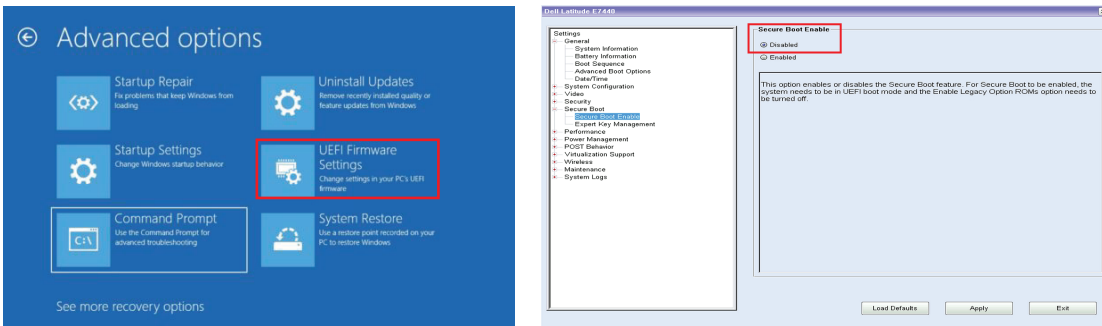 Advanced options
Startup Repair
Fix problems that keep Windows from
loading
Uninstall Updates
Remove recently installed quality or
feature updates from Windows
Startup Settings
Change Windows startup behavior
UEFI Firmware
Settings
Change settings in your PC's UEFI
firmware
Command Prompt
Use the Command Prompt for
advanced troubleshooting
C:\
System Restore
Use a restore point recorded on your
PC to restore Windows
See more recovery options
Dell Latitude E7440
Settings
General
System Information
Battery Information
Boot Sequence
Advanced Boot Options
Date/Time
System Configuration
Video
Security
Secure Boot
Secure Boot Enable
Expert Key Management
Performance
Power Management
POST Behavior
Virtualization Support
Wireless
Maintenance
System Logs
Secure Boot Enable
Disabled
Enabled
This option enables or disables the Secure Boot feature. For Secure Boot to be enabled, the
system needs to be in UEFI boot mode and the Enable Legacy Option ROMs option needs to
be turned off.
Load Defaults
Apply
Exit